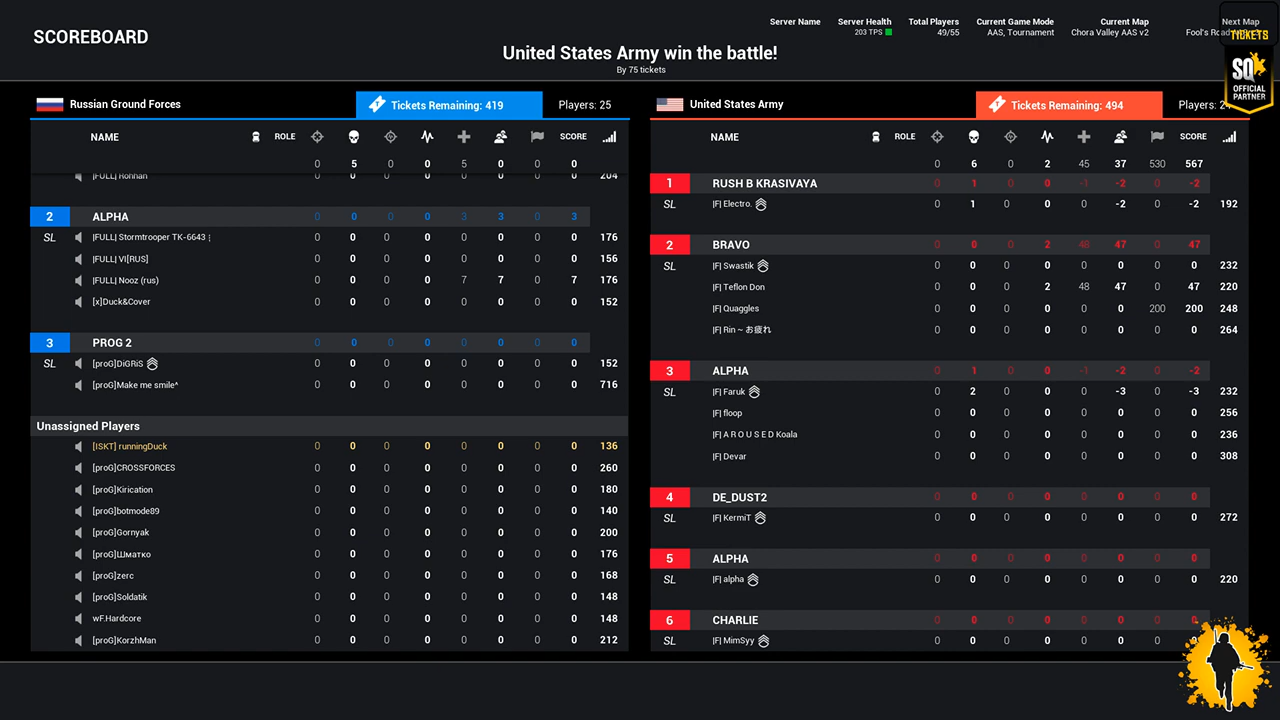 SCOREBOARD
Server Name Server Health Total Players Current Game Mode Current Map Next Map
203 TPS 49/55 AAS, Tournament Chora Valley AAS v2 Fool's
TICKETS
United States Army win the battle!
By 75 tickets
SQ
OFFICIAL
PARTNER
Russian Ground Forces Tickets Remaining: 419 Players: 25
NAME ROLE SCORE
0 5 0 0 5 0 0 0
204
2 ALPHA 0 0 0 0 3 3 0 3
SL |FULL| Stormtrooper TK-6643 0 0 0 0 0 0 0 0 176
|FULL| VI[RUS] 0 0 0 0 0 0 0 0 156
|FULL| Nooz (rus) 0 0 0 0 7 7 0 7 176
[x]Duck&Cover 0 0 0 0 0 0 0 0 152
3 PROG 2 0 0 0 0 0 0 0 0
SL [proG]DiGRiS 0 0 0 0 0 0 0 0 152
[proG]Make me smile^ 0 0 0 0 0 0 0 0 716
Unassigned Players
[ISKT] runningDuck 0 0 0 0 0 0 0 0 136
[proG]CROSSFORCES 0 0 0 0 0 0 0 0 260
[proG]Kirication 0 0 0 0 0 0 0 0 180
[proG]botmode89 0 0 0 0 0 0 0 0 140
[proG]Gornyak 0 0 0 0 0 0 0 0 200
[proG]Шматко 0 0 0 0 0 0 0 0 176
[proG]zerc 0 0 0 0 0 0 0 0 168
[proG]Soldatik 0 0 0 0 0 0 0 0 148
wF.Hardcore 0 0 0 0 0 0 0 0 148
[proG]KorzhMan 0 0 0 0 0 0 0 0 212
United States Army Tickets Remaining: 494 Players:
NAME ROLE SCORE
0 6 0 2 45 37 530 567
1 RUSH B KRASIVAYA 0 1 0 0 -1 -2 0 -2
SL |F| Electro. 0 1 0 0 0 -2 0 -2 192
2 BRAVO 0 0 0 2 48 47 0 47
SL |F| Swastik 0 0 0 0 0 0 0 0 232
|F| Teflon Don 0 0 0 2 48 47 0 47 220
|F| Quaggles 0 0 0 0 0 0 200 200 248
|F| Rin ~ お疲れ 0 0 0 0 0 0 0 0 264
3 ALPHA 0 1 0 0 -1 -2 0 -2
SL |F| Faruk 0 2 0 0 0 -3 0 -3 232
|F| floop 0 0 0 0 0 0 0 0 256
|F| A R O U S E D Koala 0 0 0 0 0 0 0 0 236
|F| Devar 0 0 0 0 0 0 0 0 308
4 DE_DUST2 0 0 0 0 0 0 0 0
SL |F| KermiT 0 0 0 0 0 0 0 0 272
5 ALPHA 0 0 0 0 0 0 0 0
SL |F| alpha 0 0 0 0 0 0 0 0 220
6 CHARLIE 0 0 0 0 0 0 0 0
SL |F| MimSyy 0 0 0 0 0 0 0